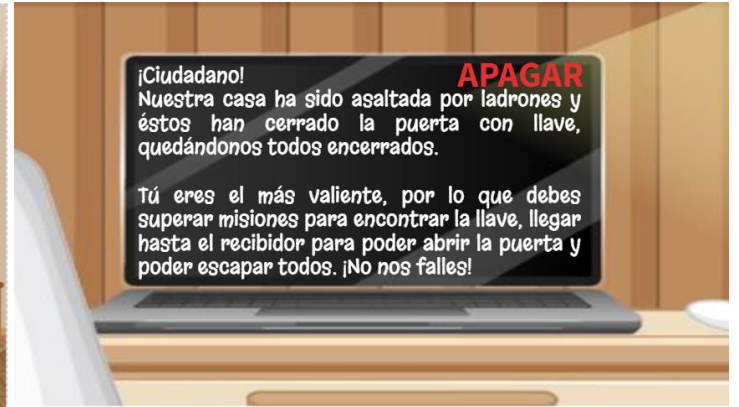 ¡Ciudadano!
APAGAR
Nuestra casa ha sido asaltada por ladrones y
éstos han cerrado la puerta con llave,
quedándonos todos encerrados.
Tú eres el más valiente, por lo que debes
superar misiones para encontrar la llave, llegar
hasta el recibidor para poder abrir la puerta y
poder escapar todos. ¡No nos falles!